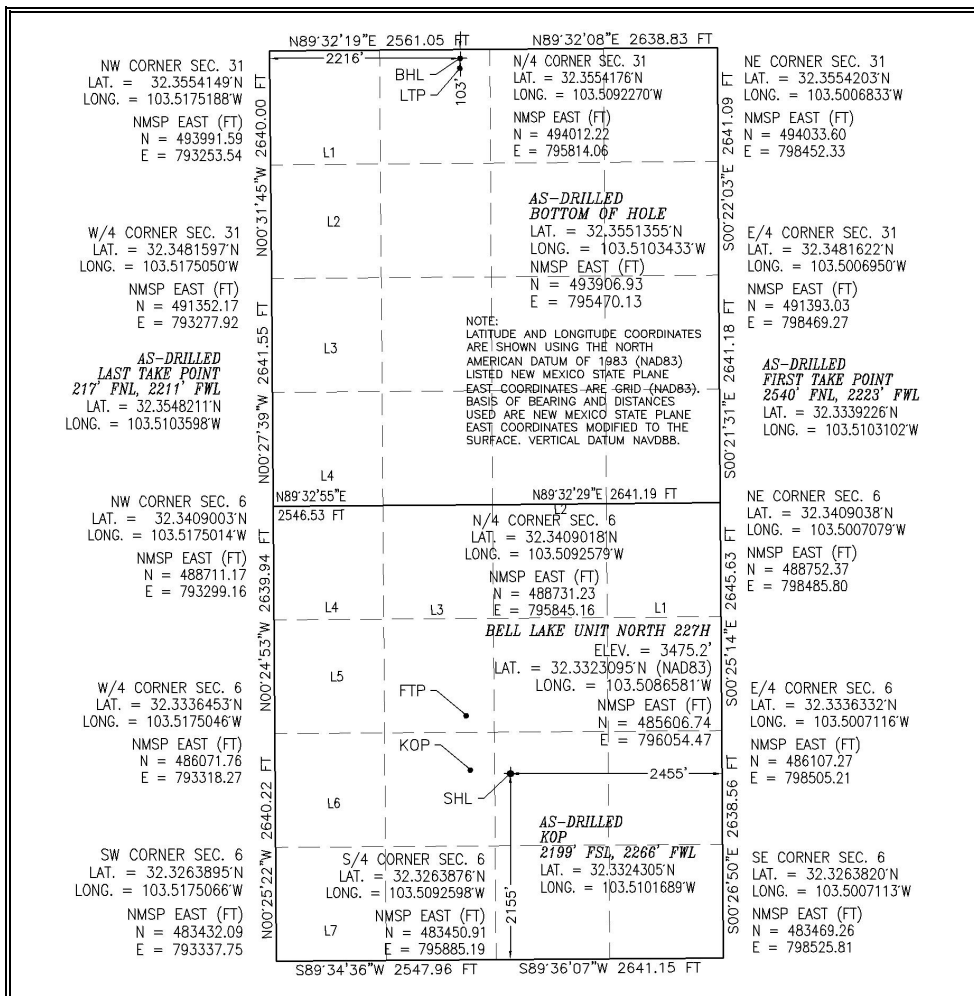 N89°32'19"E 2561.05 FT
N89°32'08"E 2638.83 FT
2216'
BHL
LTP
103'
NW CORNER SEC. 31
LAT. = 32.3554149°N
LONG. = 103.5175188°W
NMSP EAST (FT)
N = 493991.59
E = 793253.54
N/4 CORNER SEC. 31
LAT. = 32.3554176°N
LONG. = 103.5092270°W
NMSP EAST (FT)
N = 494012.22
E = 795814.06
NE CORNER SEC. 31
LAT. = 32.3554203°N
LONG. = 103.5006833°W
NMSP EAST (FT)
N = 494033.60
E = 798452.33
N00°31'45"W 2640.00 FT
S00°22'03"E 2641.09 FT
L1
L2
AS-DRILLED
BOTTOM OF HOLE
LAT. = 32.3551355°N
LONG. = 103.5103433°W
NMSP EAST (FT)
N = 493906.93
E = 795470.13
W/4 CORNER SEC. 31
LAT. = 32.3481597°N
LONG. = 103.5175050°W
NMSP EAST (FT)
N = 491352.17
E = 793277.92
E/4 CORNER SEC. 31
LAT. = 32.3481622°N
LONG. = 103.5006950°W
NMSP EAST (FT)
N = 491393.03
E = 798469.27
NOTE:
LATITUDE AND LONGITUDE COORDINATES
ARE SHOWN USING THE NORTH
AMERICAN DATUM OF 1983 (NAD83)
LISTED NEW MEXICO STATE PLANE
EAST COORDINATES ARE GRID (NAD83).
BASIS OF BEARING AND DISTANCES
USED ARE NEW MEXICO STATE PLANE
EAST COORDINATES MODIFIED TO THE
SURFACE. VERTICAL DATUM NAVD88.
L3
L4
AS-DRILLED
LAST TAKE POINT
217' FNL, 2211' FWL
LAT. = 32.3548211°N
LONG. = 103.5103598°W
N00°27'39"W 2641.55 FT
S00°21'31"E 2641.18 FT
AS-DRILLED
FIRST TAKE POINT
2540' FNL, 2223' FWL
LAT. = 32.3339226°N
LONG. = 103.5103102°W
N89°32'55"E
2546.53 FT
N89°32'29"E 2641.19 FT
L2
NW CORNER SEC. 6
LAT. = 32.3409003°N
LONG. = 103.5175014°W
NMSP EAST (FT)
N = 488711.17
E = 793299.16
N/4 CORNER SEC. 6
LAT. = 32.3409018°N
LONG. = 103.5092579°W
NMSP EAST (FT)
N = 488731.23
E = 795845.16
NE CORNER SEC. 6
LAT. = 32.3409038°N
LONG. = 103.5007079°W
NMSP EAST (FT)
N = 488752.37
E = 798485.80
N00°24'53"W 2639.94 FT
S00°25'14"E 2645.63 FT
L4
L3
L1
BELL LAKE UNIT NORTH 227H
ELEV. = 3475.2'
LAT. = 32.3323095°N (NAD83)
LONG. = 103.5086581°W
NMSP EAST (FT)
N = 485606.74
E = 796054.47
L5
FTP
KOP
SHL
2455'
W/4 CORNER SEC. 6
LAT. = 32.3336453°N
LONG. = 103.5175046°W
NMSP EAST (FT)
N = 486071.76
E = 793318.27
E/4 CORNER SEC. 6
LAT. = 32.3336332°N
LONG. = 103.5007116°W
NMSP EAST (FT)
N = 486107.27
E = 798505.21
L6
AS-DRILLED
KOP
2199' FSL, 2266' FWL
LAT. = 32.3324305°N
LONG. = 103.5101689°W
N00°25'22"W 2640.22 FT
2155'
S00°26'50"E 2638.56 FT
SW CORNER SEC. 6
LAT. = 32.3263895°N
LONG. = 103.5175066°W
NMSP EAST (FT)
N = 483432.09
E = 793337.75
S/4 CORNER SEC. 6
LAT. = 32.3263876°N
LONG. = 103.5092598°W
NMSP EAST (FT)
N = 483450.91
E = 795885.19
SE CORNER SEC. 6
LAT. = 32.3263820°N
LONG. = 103.5007113°W
NMSP EAST (FT)
N = 483469.26
E = 798525.81
L7
S89°34'36"W 2547.96 FT
S89°36'07"W 2641.15 FT